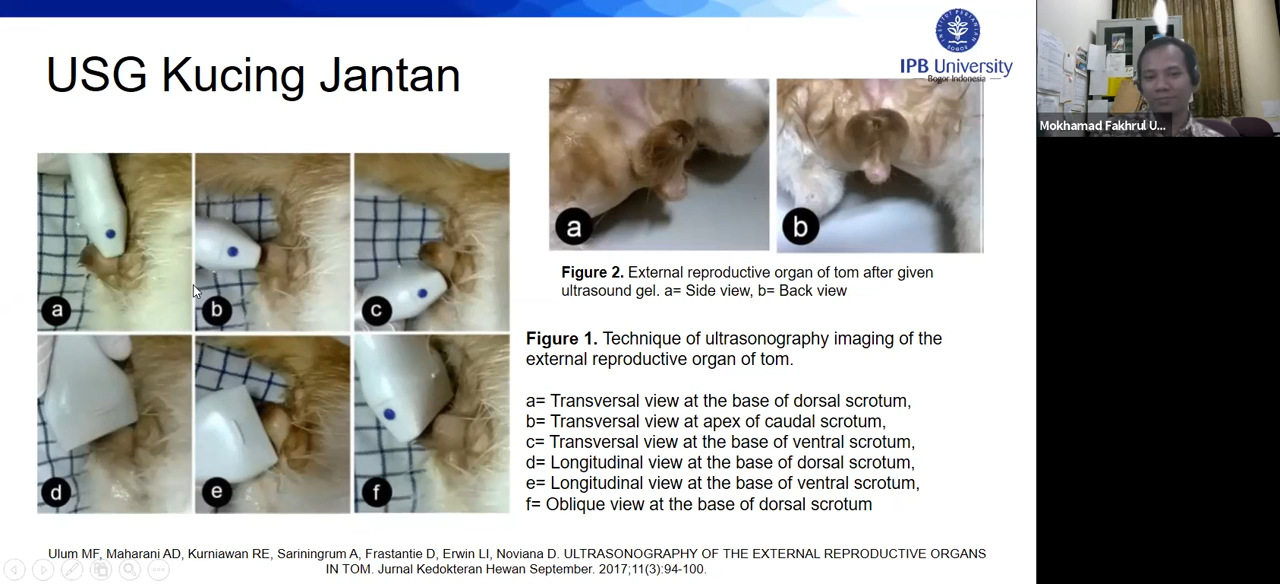 USG Kucing Jantan
IPB University
Bogor Indonesia
Mokhamad Fakhrul U...
a
b
c
d
e
f
a
b
Figure 2. External reproductive organ of tom after given
ultrasound gel. a= Side view, b= Back view
Figure 1. Technique of ultrasonography imaging of the
external reproductive organ of tom.
a= Transversal view at the base of dorsal scrotum,
b= Transversal view at apex of caudal scrotum,
c= Transversal view at the base of ventral scrotum,
d= Longitudinal view at the base of dorsal scrotum,
e= Longitudinal view at the base of ventral scrotum,
f= Oblique view at the base of dorsal scrotum
Ulum MF, Maharani AD, Kurniawan RE, Sariningrum A, Frastantie D, Erwin LI, Noviana D. ULTRASONOGRAPHY OF THE EXTERNAL REPRODUCTIVE ORGANS
IN TOM. Jurnal Kedokteran Hewan September. 2017;11(3):94-100.